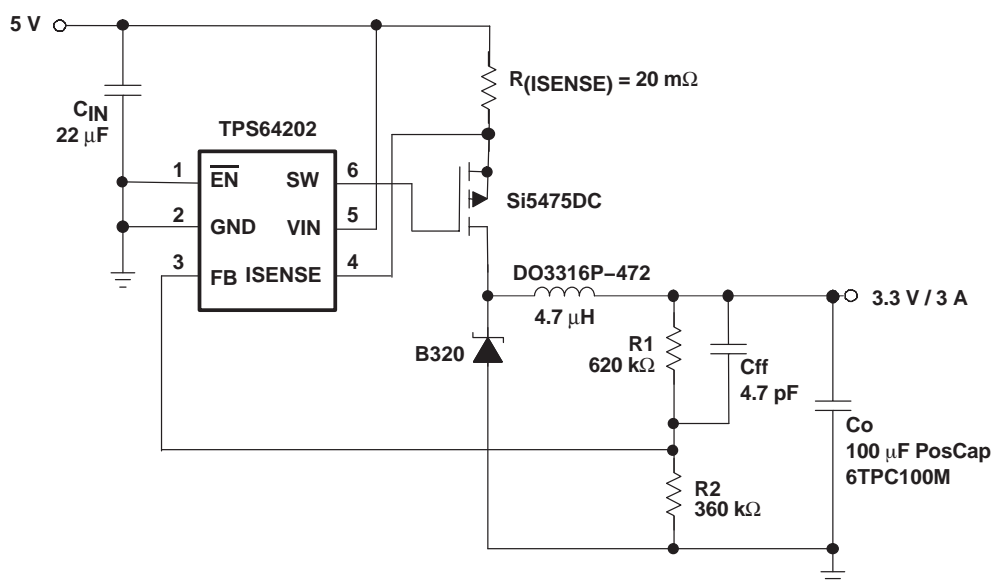 5 V
R(ISENSE) = 20 mΩ
CIN
22 μF
TPS64202
1
EN
SW
6
Si5475DC
2
GND
VIN
5
3
FB
ISENSE
4
DO3316P−472
4.7 μH
3.3 V / 3 A
B320
R1
620 kΩ
Cff
4.7 pF
Co
100 μF PosCap
6TPC100M
R2
360 kΩ